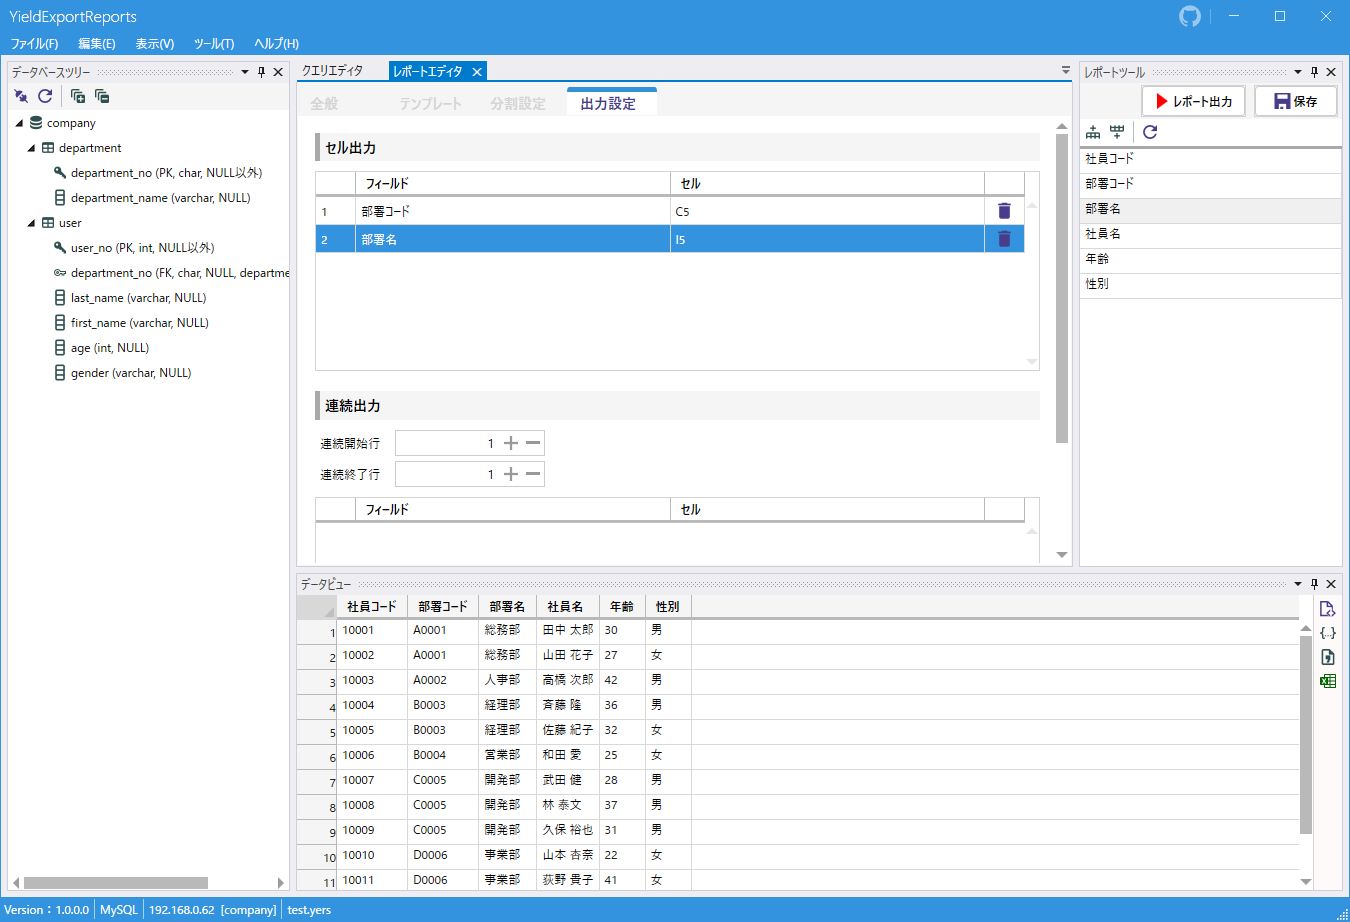 YieldExportReports
ファイル(F) 編集(E) 表示(V) ツール(T) ヘルプ(H)
データベースツリー
company
department
department_no (PK, char, NULL以外)
department_name (varchar, NULL)
user
user_no (PK, int, NULL以外)
department_no (FK, char, NULL, departme
last_name (varchar, NULL)
first_name (varchar, NULL)
age (int, NULL)
gender (varchar, NULL)
クエリエディタ レポートエディタ
全般 テンプレート 分割設定 出力設定
セル出力
フィールド セル
1 部署コード C5
2 部署名 I5
連続出力
連続開始行 1
連続終了行 1
フィールド セル
レポートツール
レポート出力 保存
社員コード
部署コード
部署名
社員名
年齢
性別
データビュー
社員コード 部署コード 部署名 社員名 年齢 性別
1 10001 A0001 総務部 田中 太郎 30 男
2 10002 A0001 総務部 山田 花子 27 女
3 10003 A0002 人事部 高橋 次郎 42 男
4 10004 B0003 経理部 斉藤 隆 36 男
5 10005 B0003 経理部 佐藤 紀子 32 女
6 10006 B0004 営業部 和田 愛 25 女
7 10007 C0005 開発部 武田 健 28 男
8 10008 C0005 開発部 林 泰文 37 男
9 10009 C0005 開発部 久保 裕也 31 男
10 10010 D0006 事業部 山本 杏奈 22 女
11 10011 D0006 事業部 荻野 貴子 41 女
Version：1.0.0.0 MySQL 192.168.0.62 [company] test.yers